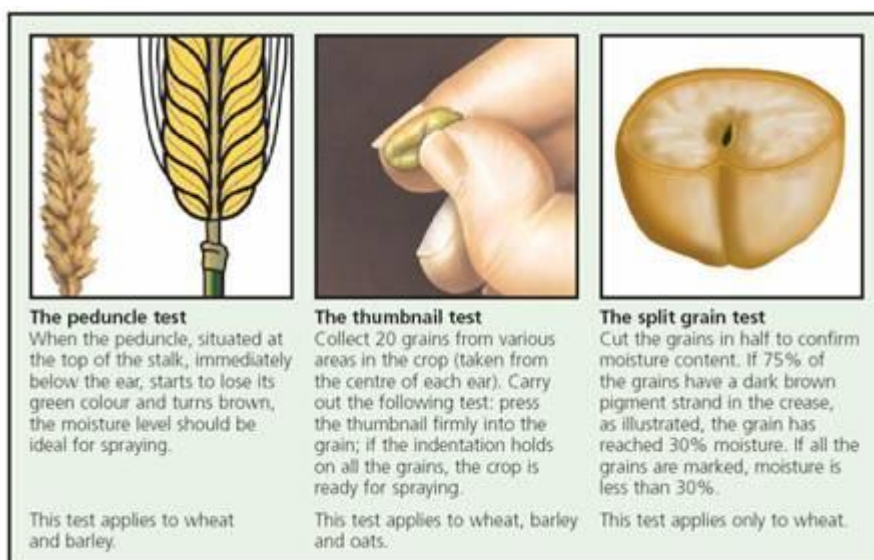 The peduncle test
When the peduncle, situated at
the top of the stalk, immediately
below the ear, starts to lose its
green colour and turns brown,
the moisture level should be
ideal for spraying.
This test applies to wheat
and barley.
The thumbnail test
Collect 20 grains from various
areas in the crop (taken from
the centre of each ear). Carry
out the following test: press
the thumbnail firmly into the
grain; if the indentation holds
on all the grains, the crop is
ready for spraying.
This test applies to wheat, barley
and oats.
The split grain test
Cut the grains in half to confirm
moisture content. If 75% of
the grains have a dark brown
pigment strand in the crease,
as illustrated, the grain has
reached 30% moisture. If all the
grains are marked, moisture is
less than 30%.
This test applies only to wheat.